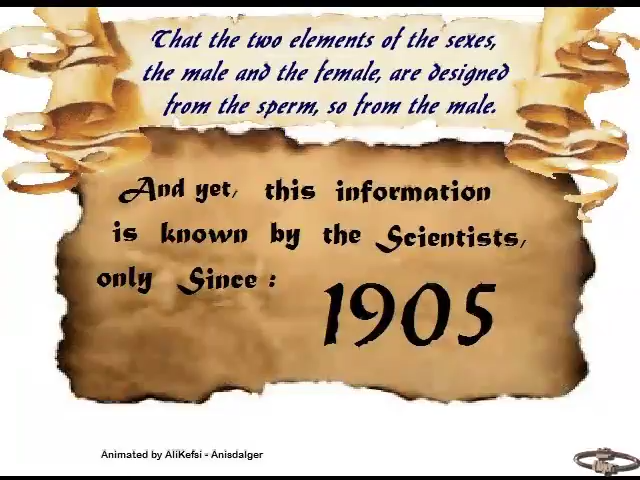 That the two elements of the sexes,
the male and the female, are designed
from the sperm, so from the male.
And yet, this information
is known by the Scientists,
only Since :
1905
Animated by AliKefsi - Anisdalger